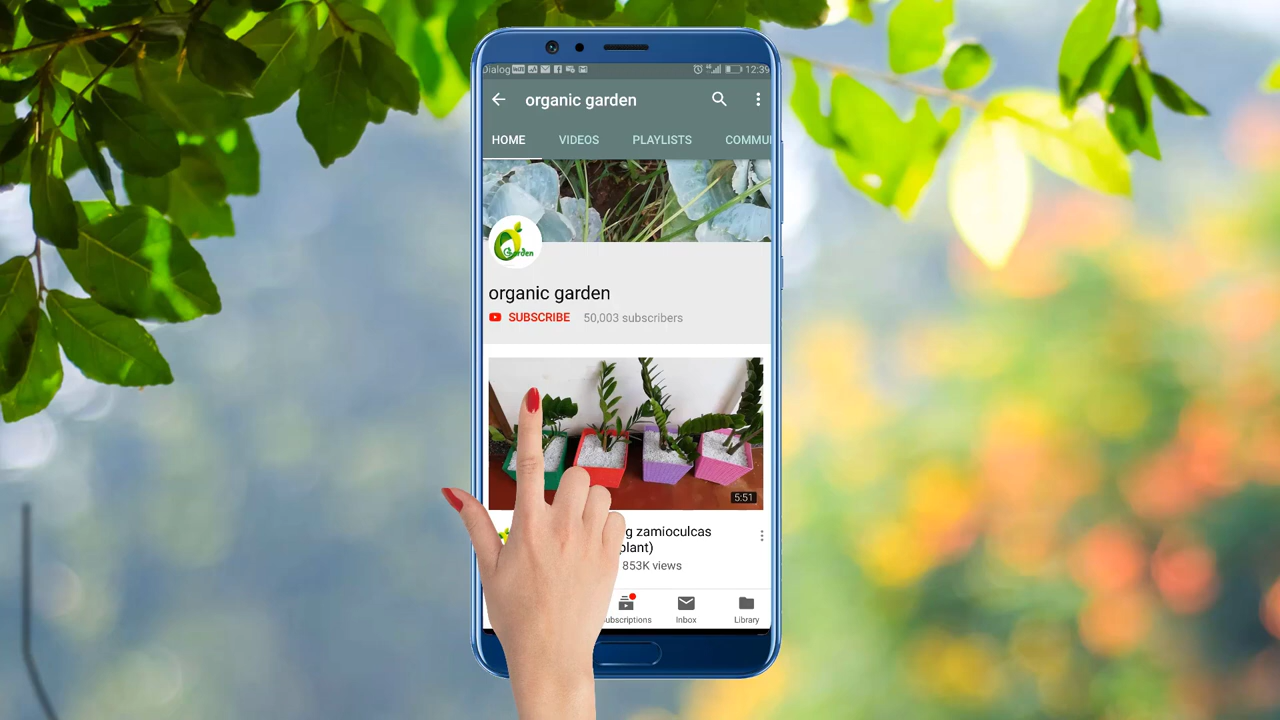 Dialog 12:39
organic garden
HOME VIDEOS PLAYLISTS COMMU
Garden
organic garden
SUBSCRIBE 50,003 subscribers
5:51
g zamioculcas
plant)
853K views
ubscriptions Inbox Library